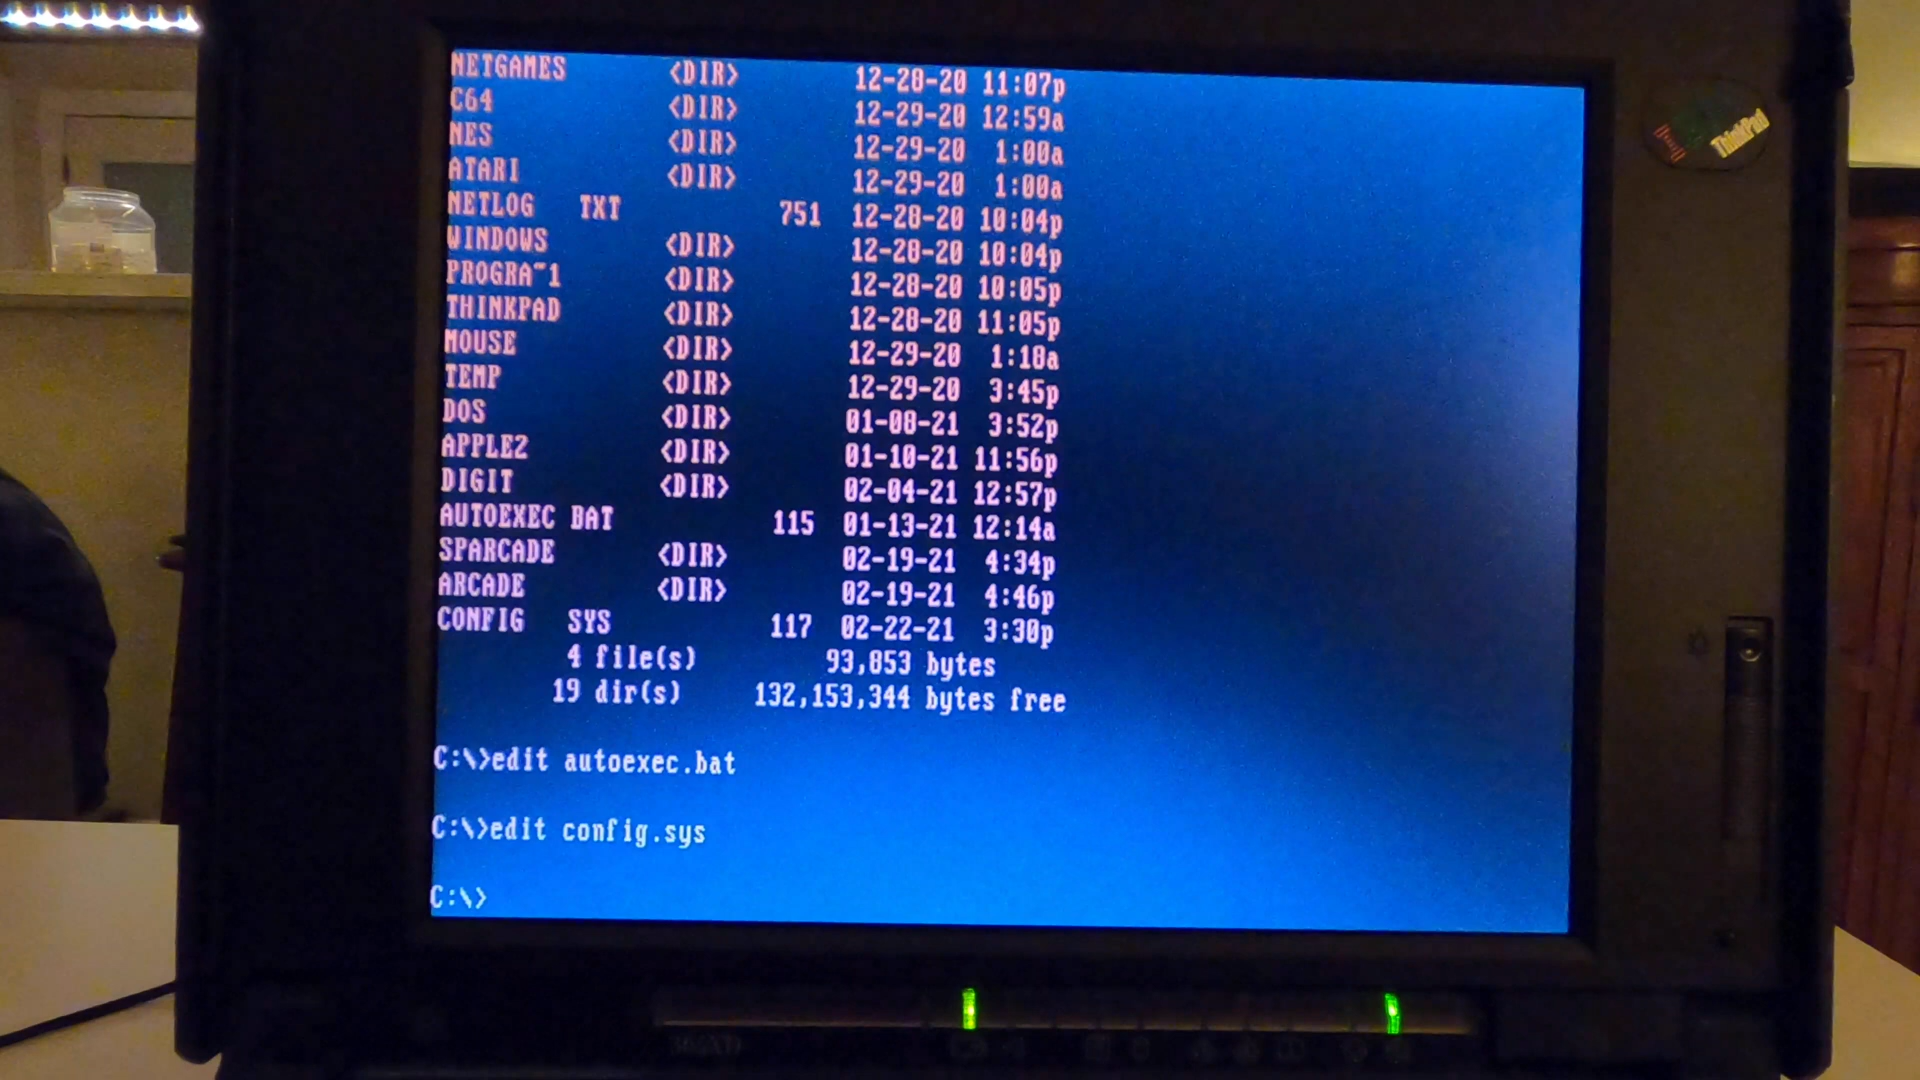 NETGAMES <DIR> 12-28-20 11:07p
C64 <DIR> 12-29-20 12:59a
NES <DIR> 12-29-20 1:00a
ATARI <DIR> 12-29-20 1:00a
NETLOG TXT 751 12-28-20 10:04p
WINDOWS <DIR> 12-28-20 10:04p
PROGRA~1 <DIR> 12-28-20 10:05p
THINKPAD <DIR> 12-28-20 11:05p
MOUSE <DIR> 12-29-20 1:18a
TEMP <DIR> 12-29-20 3:45p
DOS <DIR> 01-08-21 3:52p
APPLE2 <DIR> 01-10-21 11:56p
DIGIT <DIR> 02-04-21 12:57p
AUTOEXEC BAT 115 01-13-21 12:14a
SPARCADE <DIR> 02-19-21 4:34p
ARCADE <DIR> 02-19-21 4:46p
CONFIG SYS 117 02-22-21 3:30p
4 file(s) 93,853 bytes
19 dir(s) 132,153,344 bytes free
C:\>edit autoexec.bat
C:\>edit config.sys
C:\>
ThinkPad